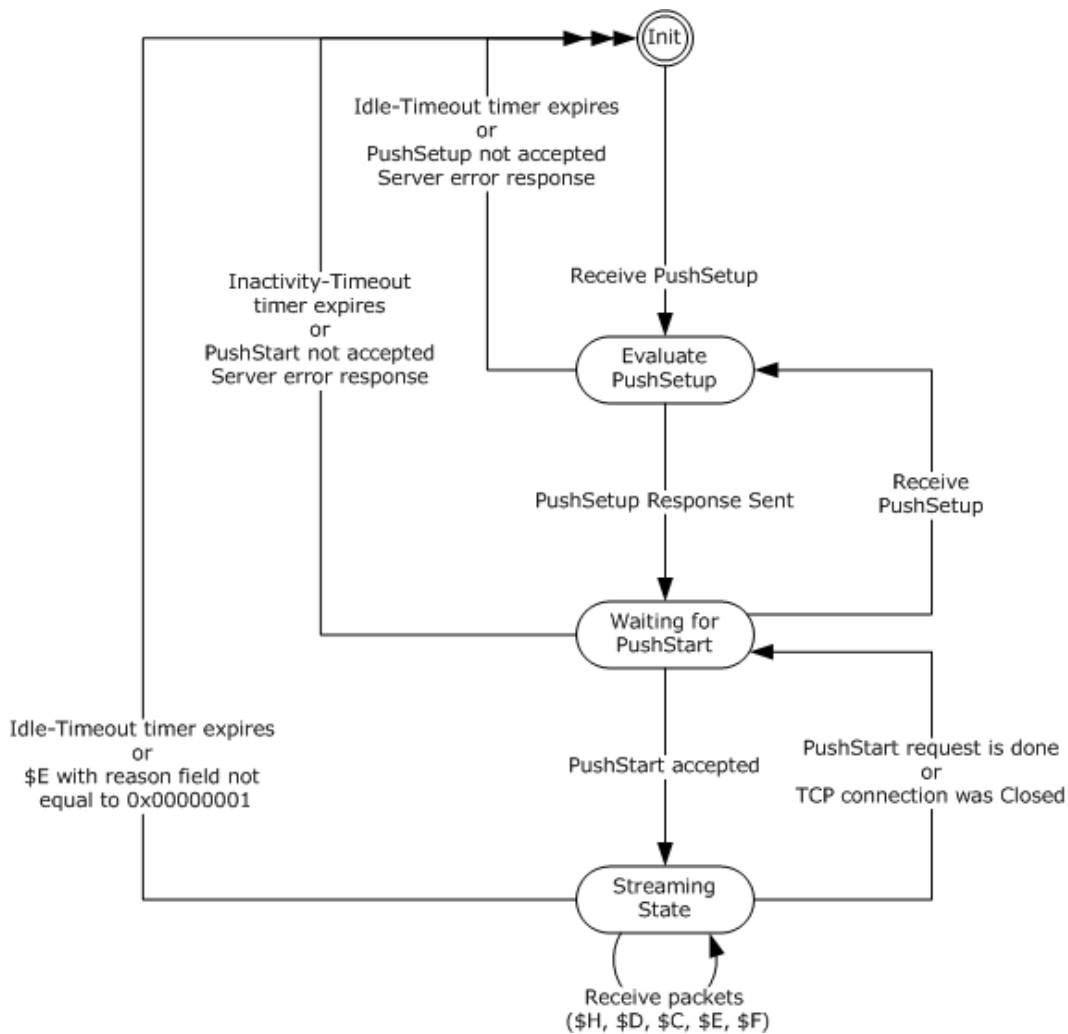 Init
Idle-Timeout timer expires
or
PushSetup not accepted
Server error response
Receive PushSetup
Inactivity-Timeout
timer expires
or
PushStart not accepted
Server error response
Evaluate
PushSetup
PushSetup Response Sent
Receive
PushSetup
Waiting for
PushStart
Idle-Timeout timer expires
or
$E with reason field not
equal to 0x00000001
PushStart accepted
PushStart request is done
or
TCP connection was Closed
Streaming
State
Receive packets
($H, $D, $C, $E, $F)